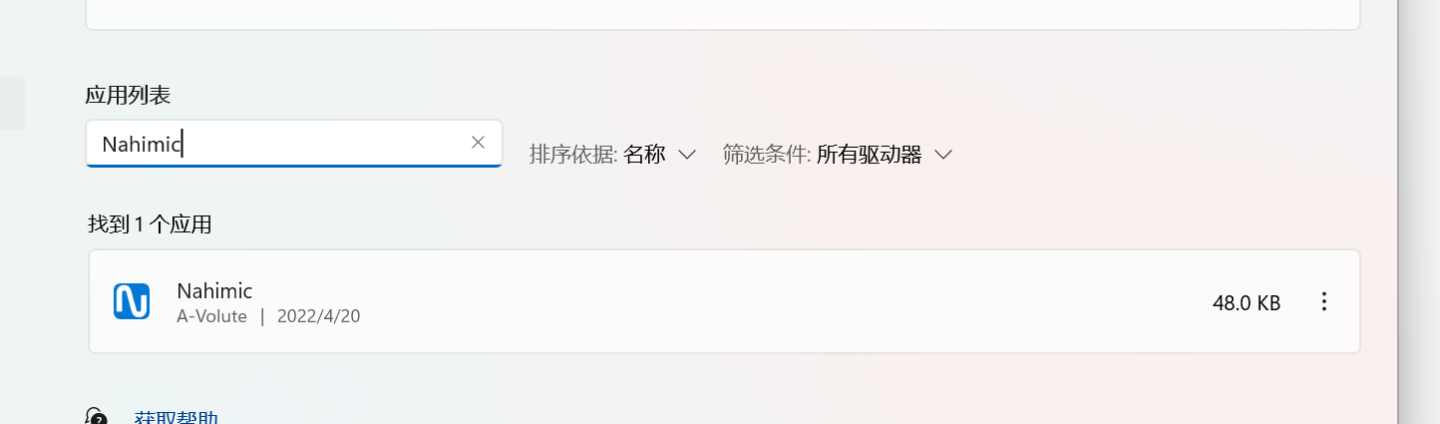 应用列表
Nahimic
排序依据: 名称 筛选条件: 所有驱动器
找到 1 个应用
Nahimic
A-Volute | 2022/4/20
48.0 KB
获取帮助